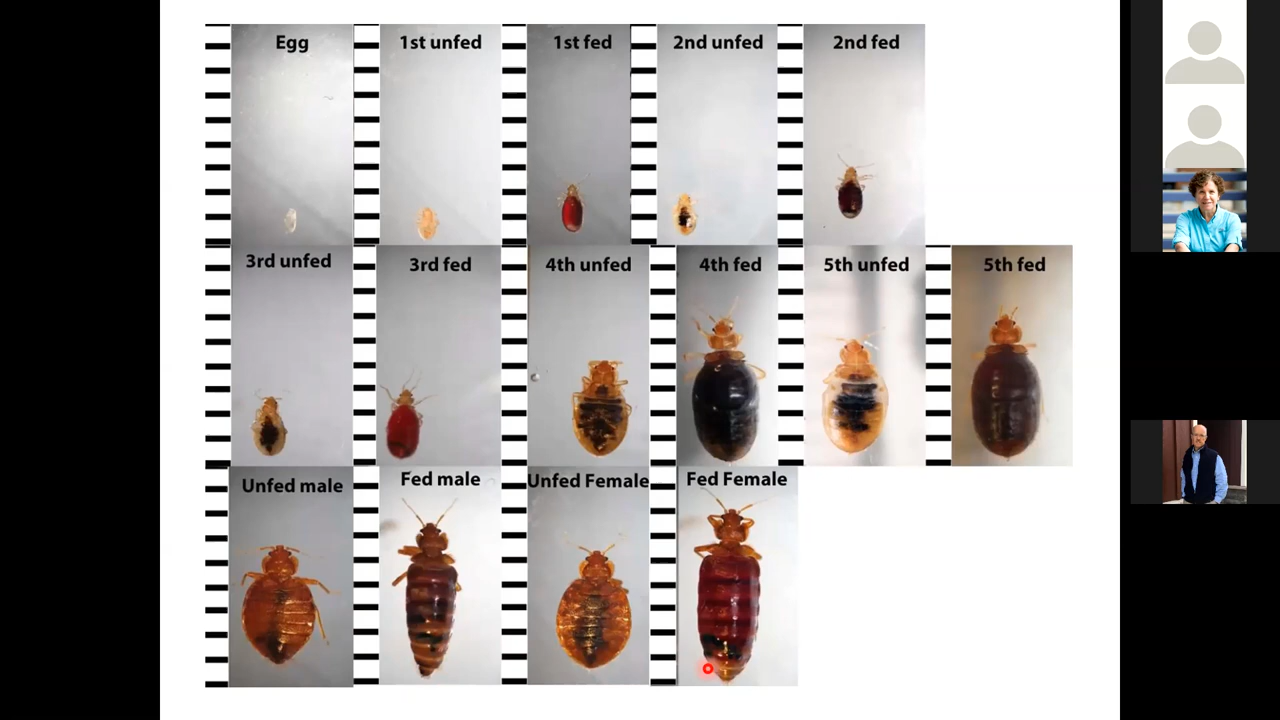 Egg
1st unfed
1st fed
2nd unfed
2nd fed
3rd unfed
3rd fed
4th unfed
4th fed
5th unfed
5th fed
Unfed male
Fed male
Unfed Female
Fed Female